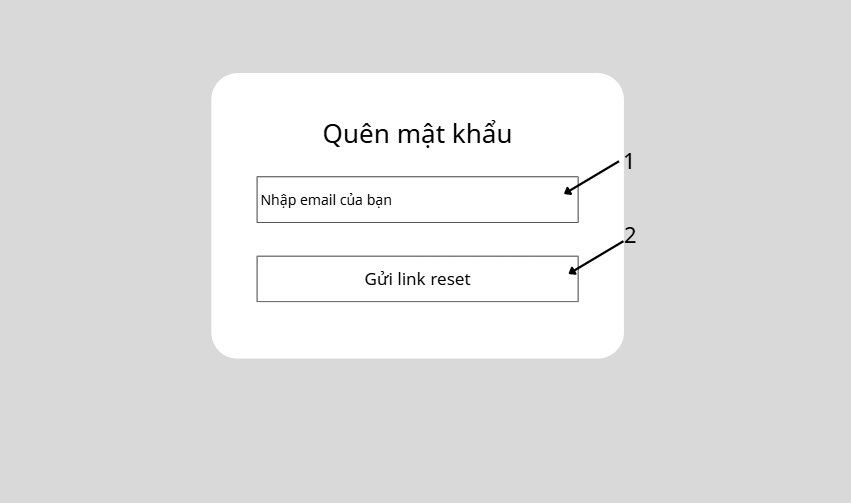 Quên mật khẩu
1
Nhập email của bạn
2
Gửi link reset